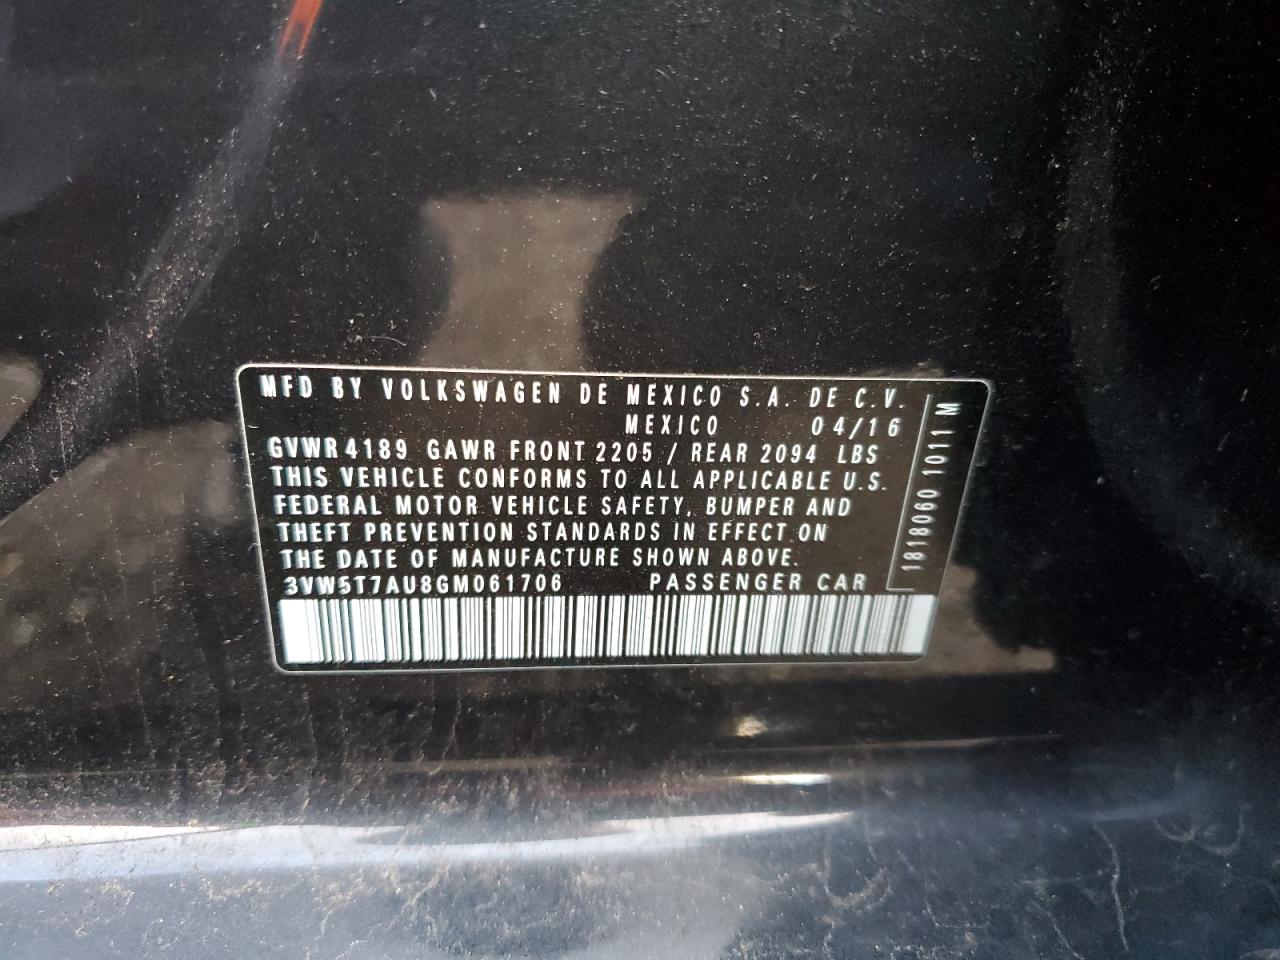 MFD BY VOLKSWAGEN DE MEXICO S.A. DE C.V.
MEXICO 04/16
GVWR 4189 GAWR FRONT 2205 / REAR 2094 LBS
THIS VEHICLE CONFORMS TO ALL APPLICABLE U.S.
FEDERAL MOTOR VEHICLE SAFETY, BUMPER AND
THEFT PREVENTION STANDARDS IN EFFECT ON
THE DATE OF MANUFACTURE SHOWN ABOVE.
3VW5T7AU8GM061706 PASSENGER CAR
1818060 1011 M